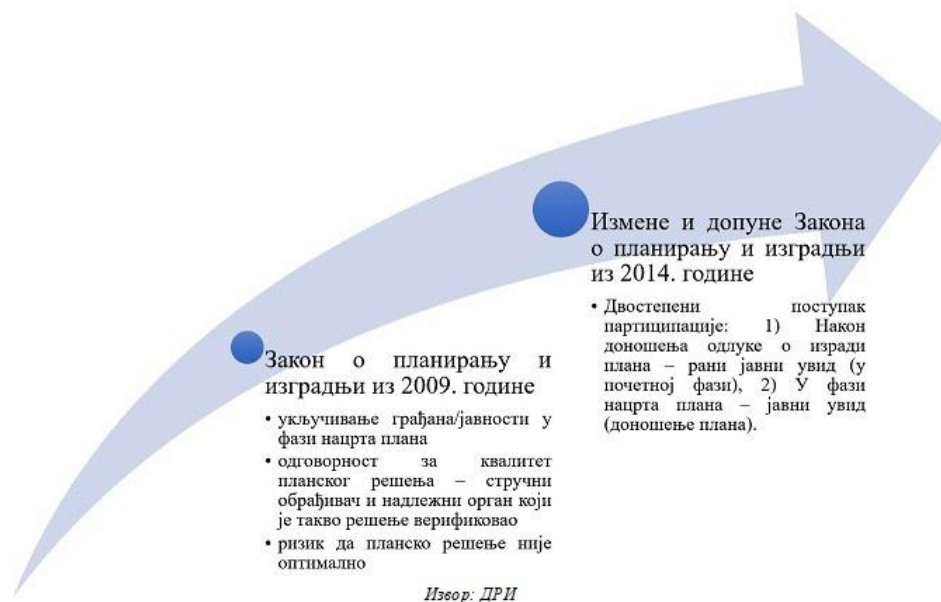 Закон о планирању и
изградњи из 2009. године
• укључивање грађана/јавности у
фази нацрта плана
• одговорност за квалитет
планског решења – стручни
обрађивач и надлежни орган који
је такво решење верификовао
• ризик да планско решење није
оптимално
Измене и допуне Закона
о планирању и изградњи
из 2014. године
• Двостепени поступак
партиципације: 1) Након
доношења одлуке о изради
плана – рани јавни увид (у
почетној фази), 2) У фази
нацрта плана – јавни увид
(доношење плана).
Извор: ДРИ